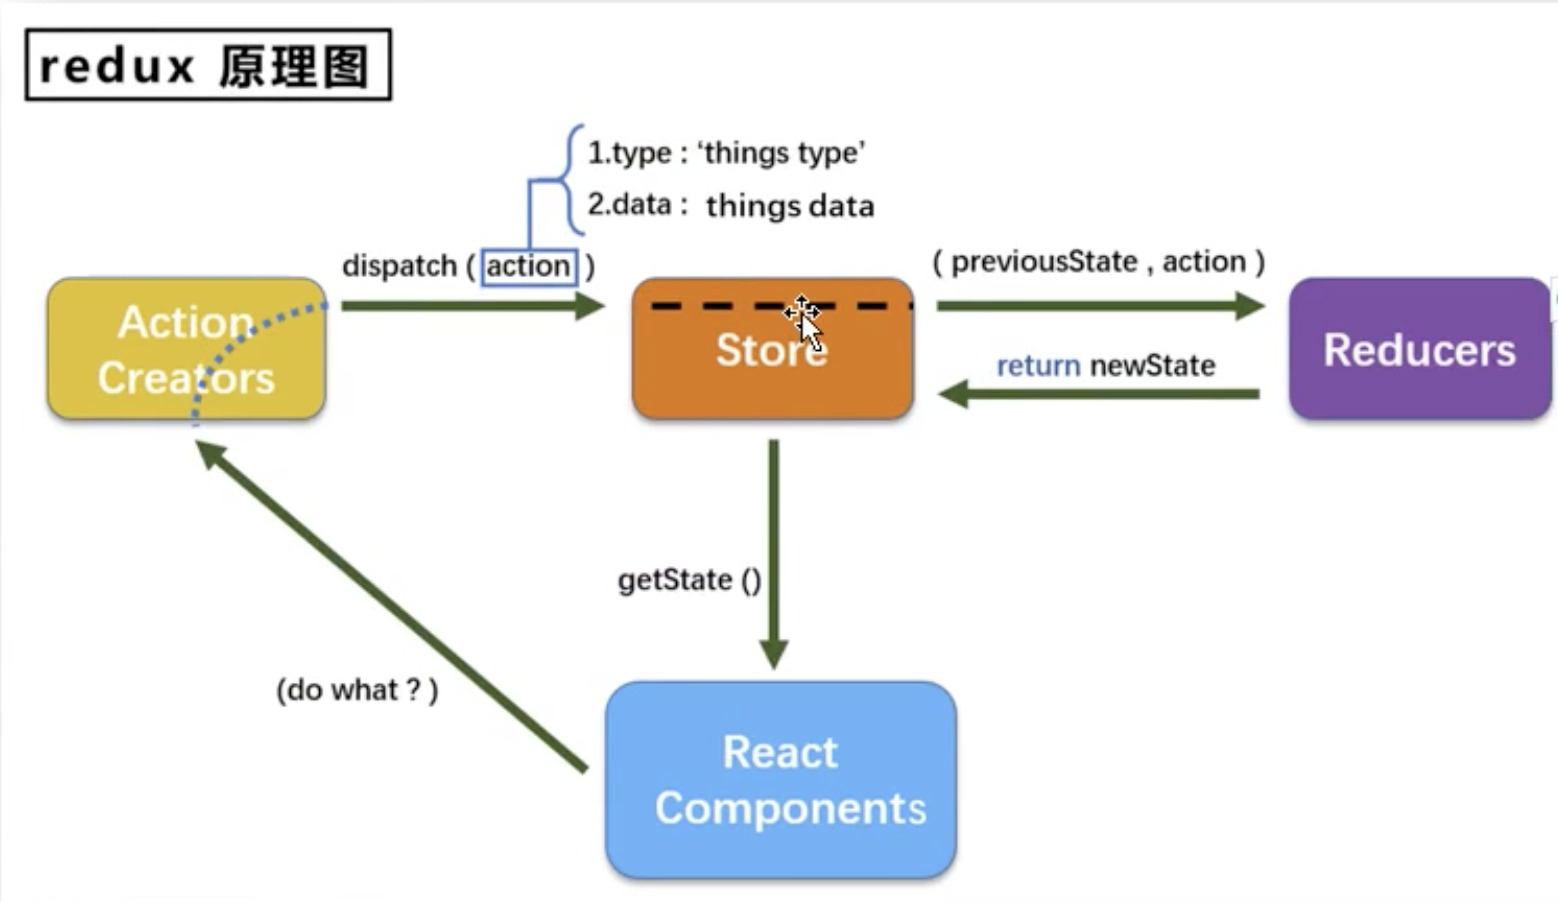 redux 原理图
1.type : ‘things type’
2.data : things data
dispatch ( action )
( previousState , action )
Action
Creators
Store
return newState
Reducers
getState ()
(do what ? )
React
Components